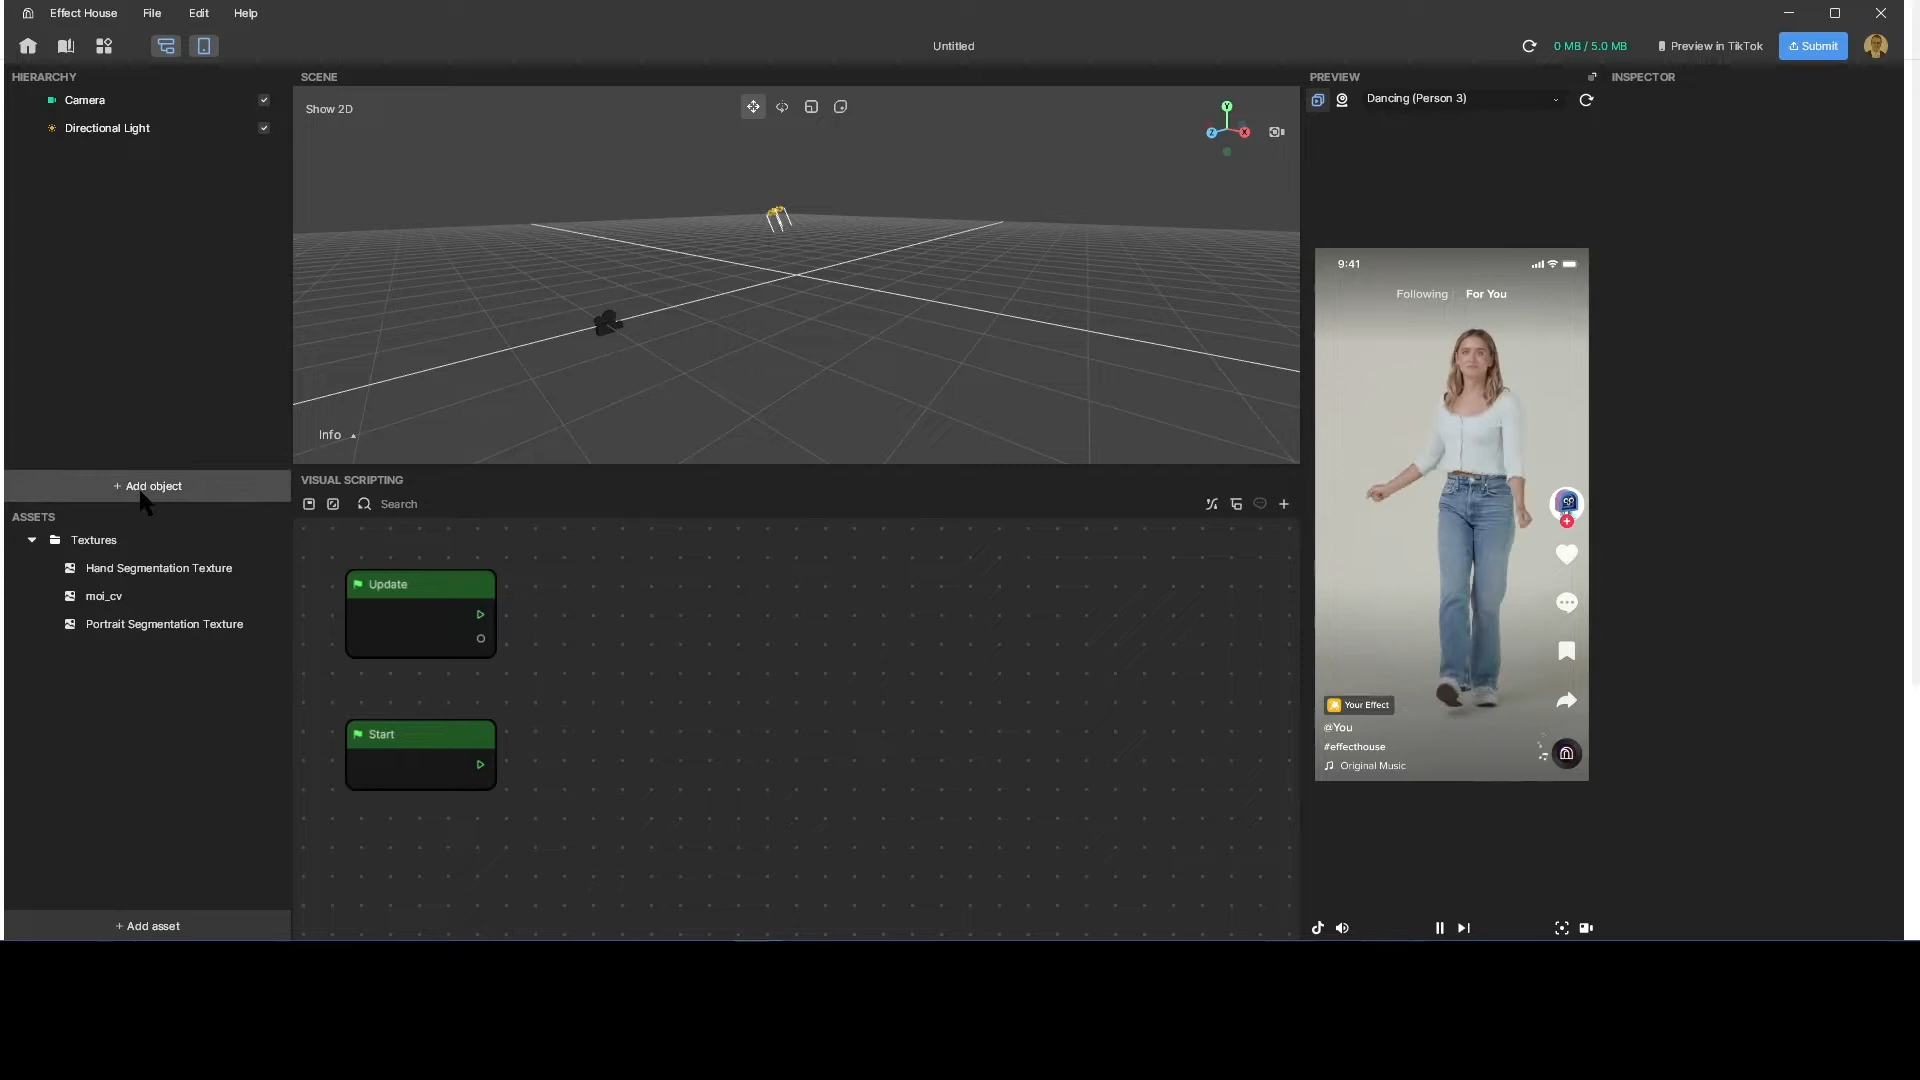 Effect House File Edit Help
Untitled
0 MB / 5.0 MB
Preview in TikTok
Submit
HIERARCHY
Camera
Directional Light
+ Add object
ASSETS
Textures
Hand Segmentation Texture
moi_cv
Portrait Segmentation Texture
+ Add asset
SCENE
Show 2D
Y
Z
X
Info
VISUAL SCRIPTING
Search
Update
Start
PREVIEW
Dancing (Person 3)
9:41
Following For You
Your Effect
@You
#effecthouse
Original Music
INSPECTOR